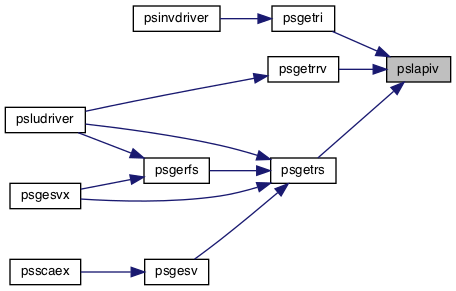 psinvdriver
psgetri
psgetrrv
pslapiv
psludriver
psgerfs
psgetrs
psgesvx
psscaex
psgesv